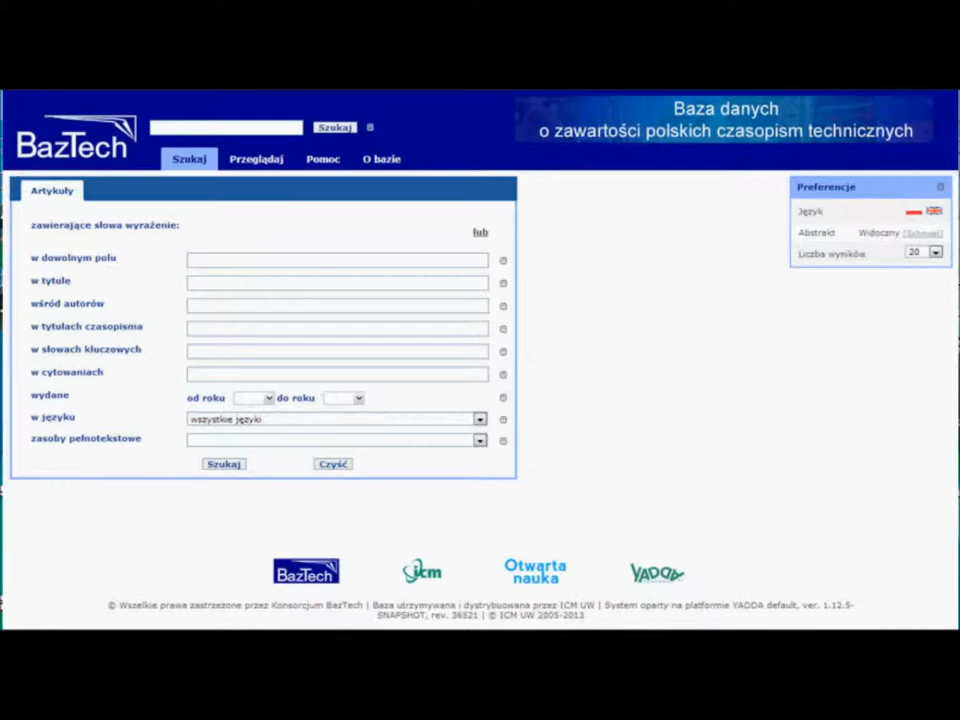 BazTech
Szukaj
Baza danych
o zawartości polskich czasopism technicznych
Szukaj Przeglądaj Pomoc O bazie
Artykuły
zawierające słowa wyrażenie:
lub
w dowolnym polu
w tytule
wśród autorów
w tytułach czasopisma
w słowach kluczowych
w cytowaniach
wydane od roku do roku
w języku wszystkie języki
zasoby pełnotekstowe
Szukaj Czyść
Preferencje
Język
Abstrakt Widoczny [Schowaj]
Liczba wyników 20
BazTech icm Otwarta nauka YADDA
© Wszelkie prawa zastrzeżone przez Konsorcjum BazTech | Baza utrzymywana i dystrybuowana przez ICM UW | System oparty na platformie YADDA default, ver. 1.12.5-
SNAPSHOT, rev. 36521 | © ICM UW 2005-2013